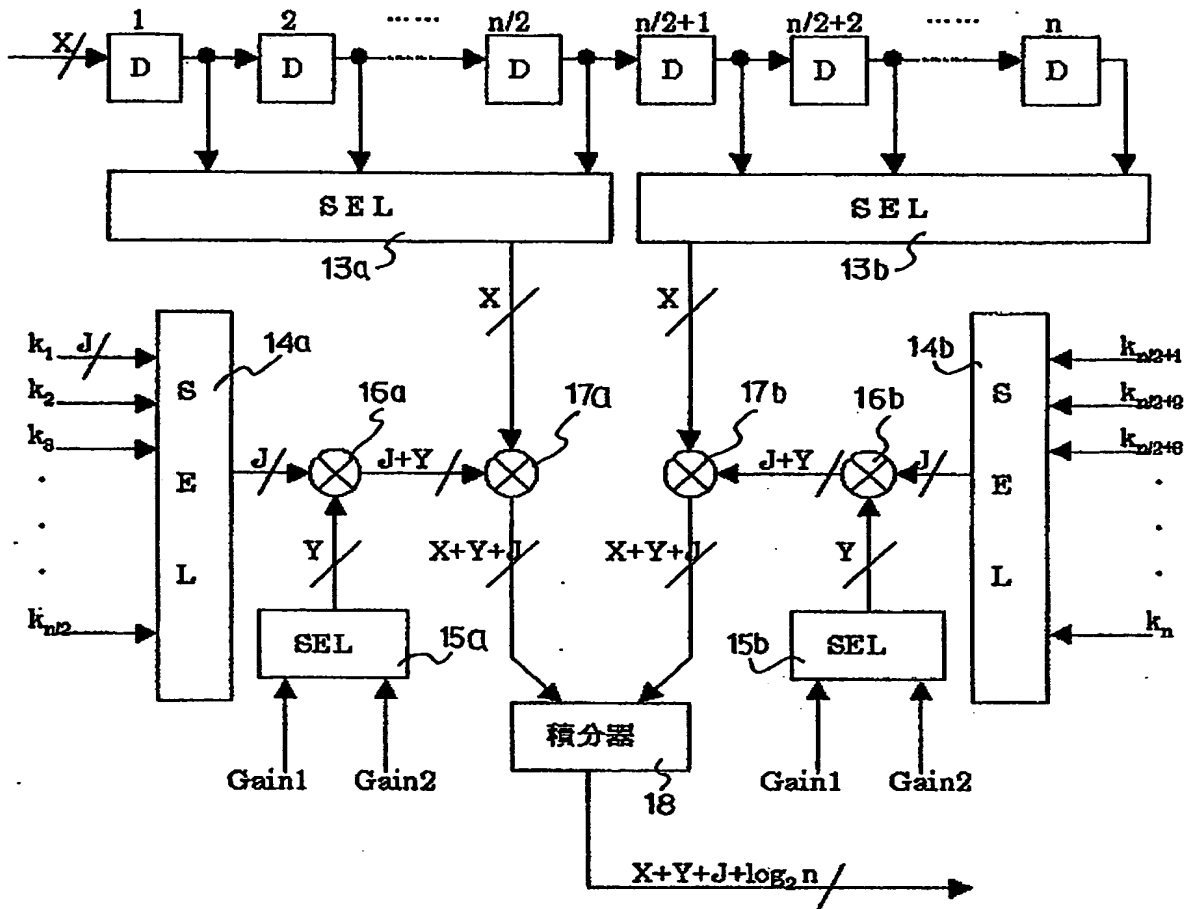 1 2 ...... n/2 n/2+1 n/2+2 ...... n
X D D D D D D
SEL SEL
13a 13b
X X
k1 J 14a 14b kn/2+1
k2 S 16a 17a 17b 16b S kn/2+2
k3 kn/2+3
E J J+Y J+Y J E
Y X+Y+J X+Y+J Y
L L
kn/2 SEL 15a 15b SEL kn
積分器
Gain1 Gain2 18 Gain1 Gain2
X+Y+J+log2n